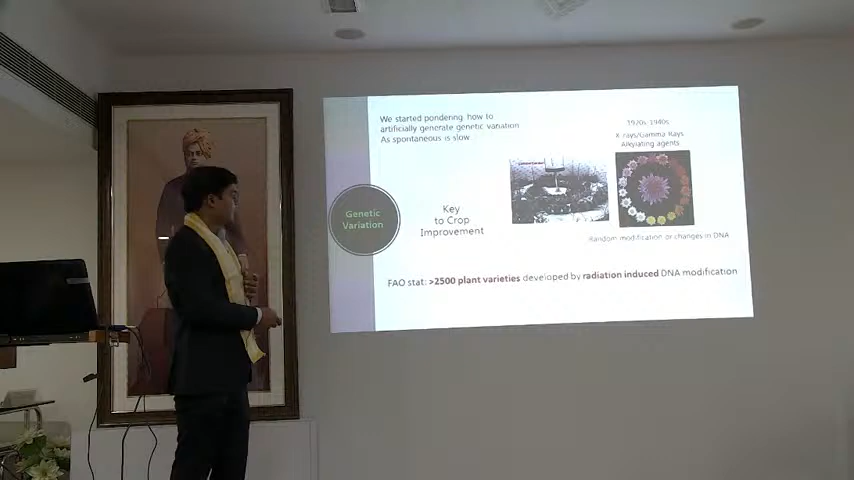 We started pondering how to
artificially generate genetic variation
As spontaneous is slow
1920s-1940s
X rays/Gamma Rays
Alkylating agents
Genetic
Variation
Key
to Crop
Improvement
Random modification or changes in DNA
FAO stat: >2500 plant varieties developed by radiation induced DNA modification